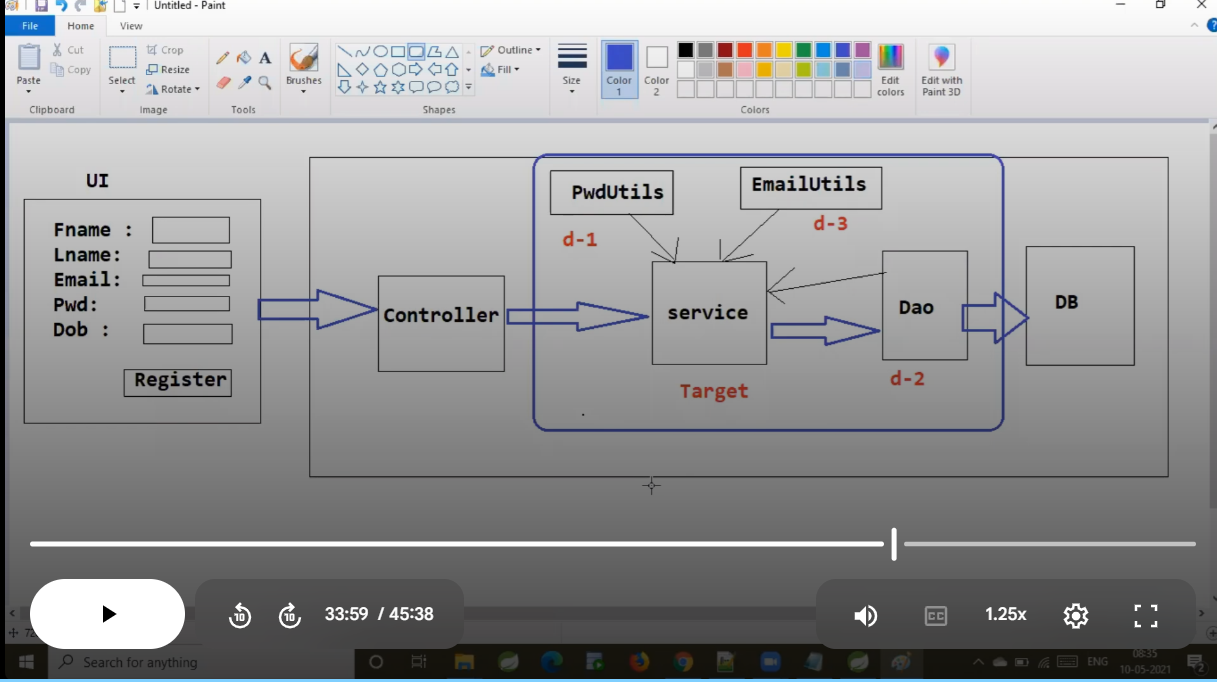 Untitled - Paint
File Home View
Cut
Copy
Paste
Clipboard
Crop
Resize
Rotate
Select
Image
Tools
Brushes
Shapes
Outline
Fill
Size
Color 1
Color 2
Colors
Edit colors
Edit with Paint 3D
UI
Fname :
Lname:
Email:
Pwd:
Dob :
Register
Controller
PwdUtils
d-1
EmailUtils
d-3
service
Target
Dao
d-2
DB
10
10
33:59 / 45:38
CC
1.25x
Search for anything
ENG
08:35
10-05-2021
2